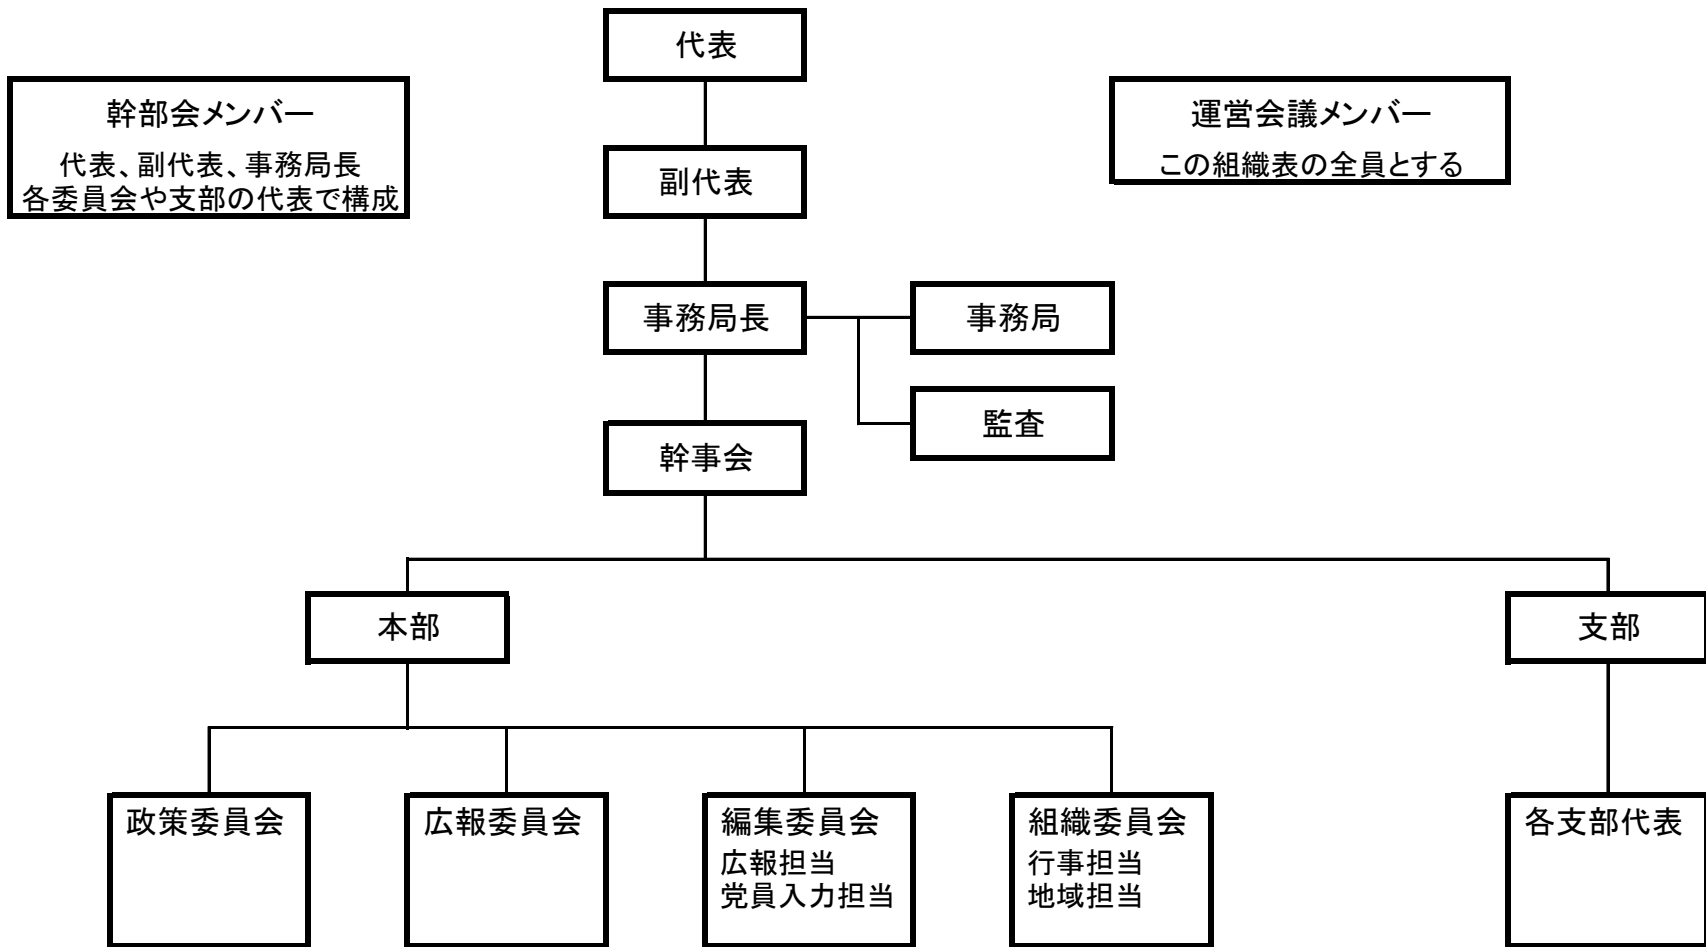 代表
幹部会メンバー
代表、副代表、事務局長
各委員会や支部の代表で構成
運営会議メンバー
この組織表の全員とする
副代表
事務局長
事務局
監査
幹事会
本部
支部
政策委員会
広報委員会
編集委員会
広報担当
党員入力担当
組織委員会
行事担当
地域担当
各支部代表